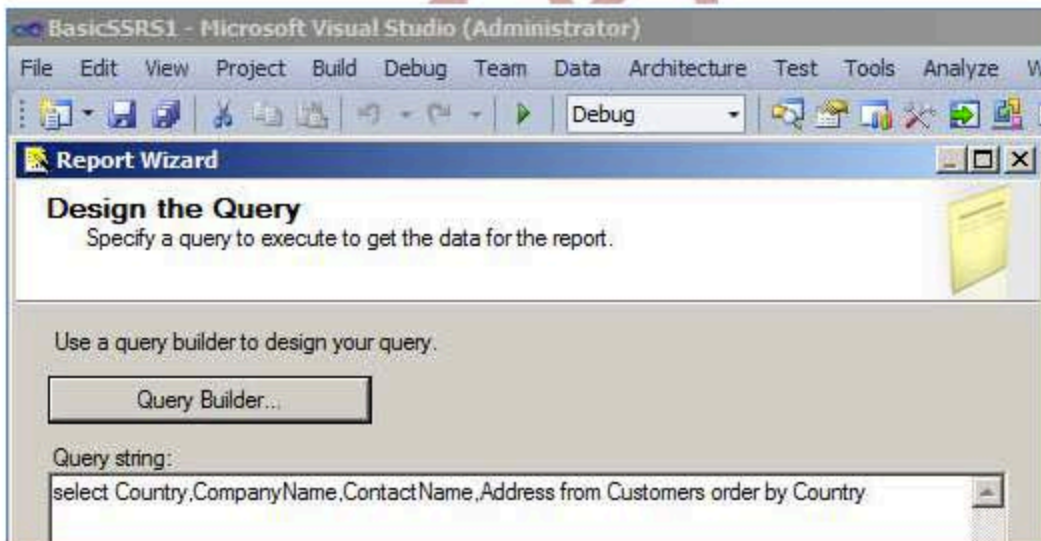 BasicSSRS1 - Microsoft Visual Studio (Administrator)
File Edit View Project Build Debug Team Data Architecture Test Tools Analyze W
Debug
Report Wizard
Design the Query
Specify a query to execute to get the data for the report.
Use a query builder to design your query.
Query Builder...
Query string:
select Country,CompanyName,ContactName,Address from Customers order by Country